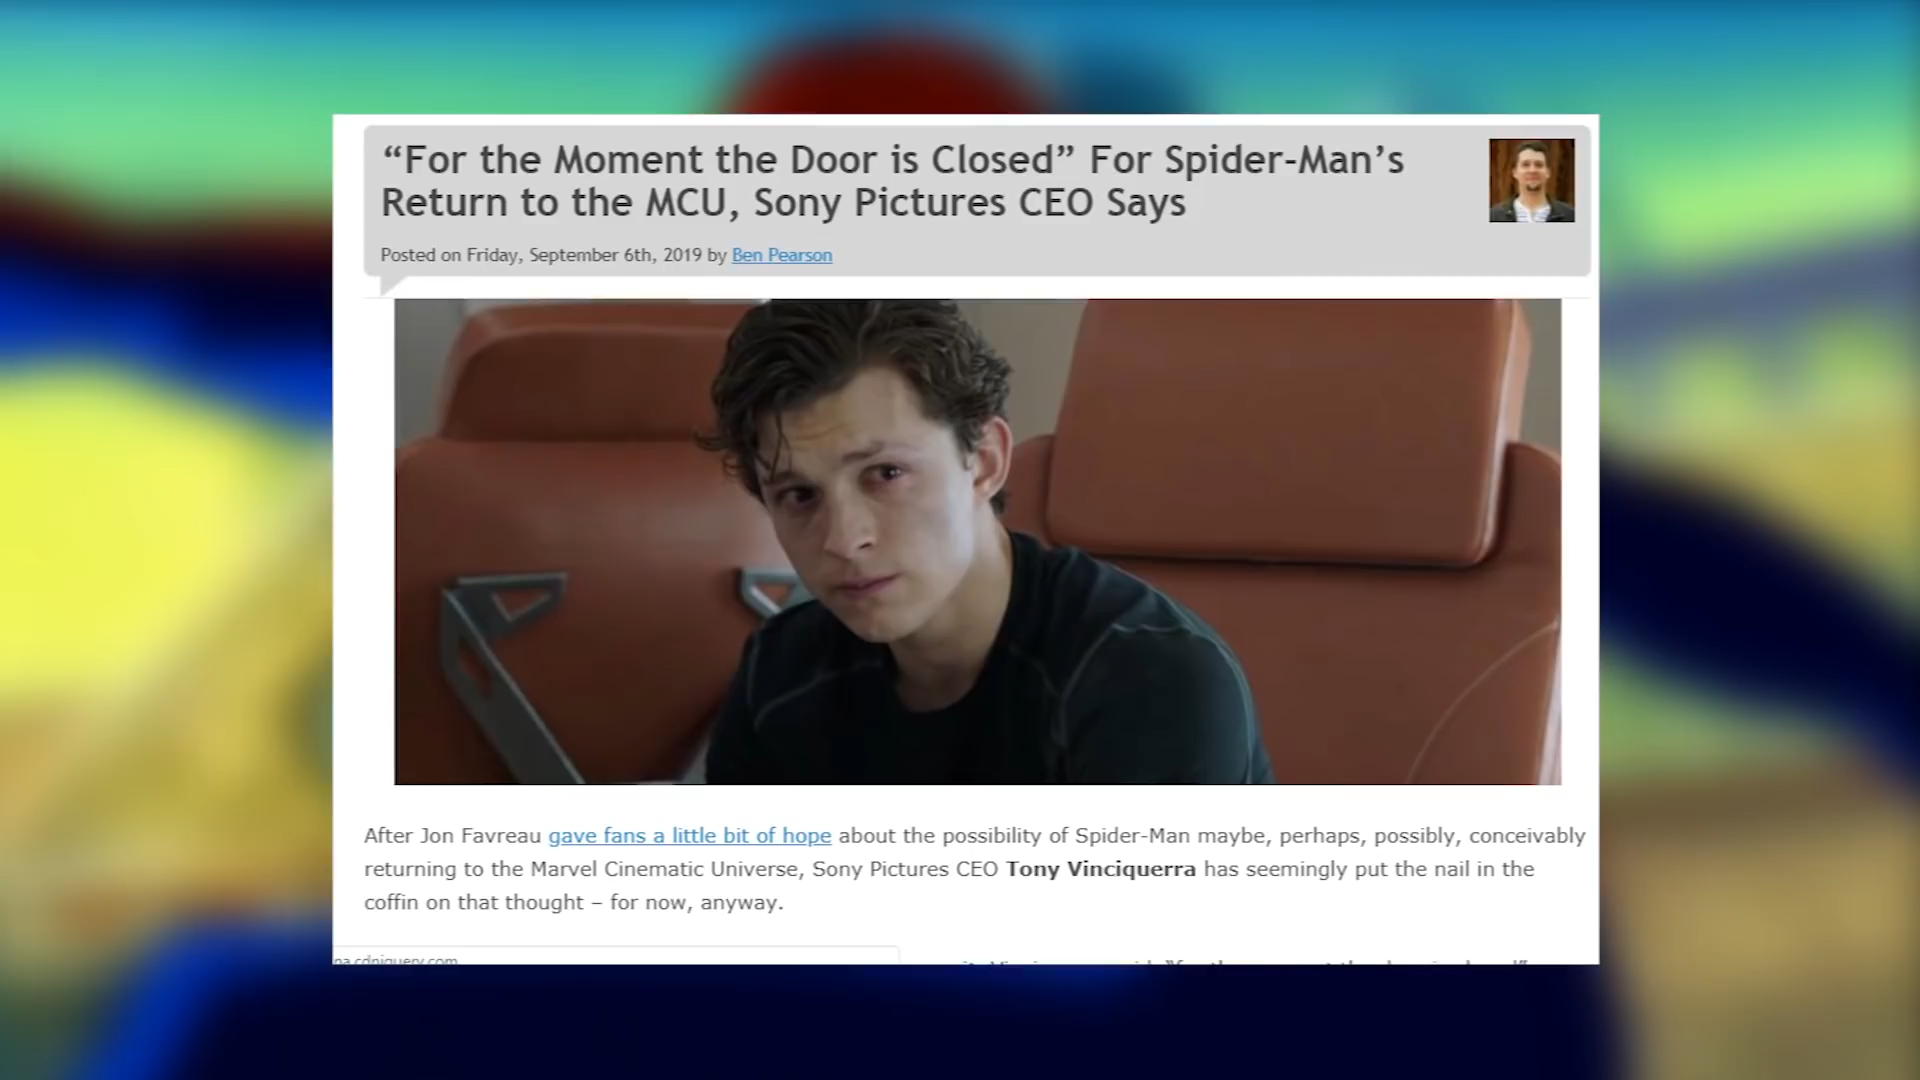 “For the Moment the Door is Closed” For Spider-Man’s
Return to the MCU, Sony Pictures CEO Says
Posted on Friday, September 6th, 2019 by Ben Pearson
After Jon Favreau gave fans a little bit of hope about the possibility of Spider-Man maybe, perhaps, possibly, conceivably
returning to the Marvel Cinematic Universe, Sony Pictures CEO Tony Vinciquerra has seemingly put the nail in the
coffin on that thought – for now, anyway.